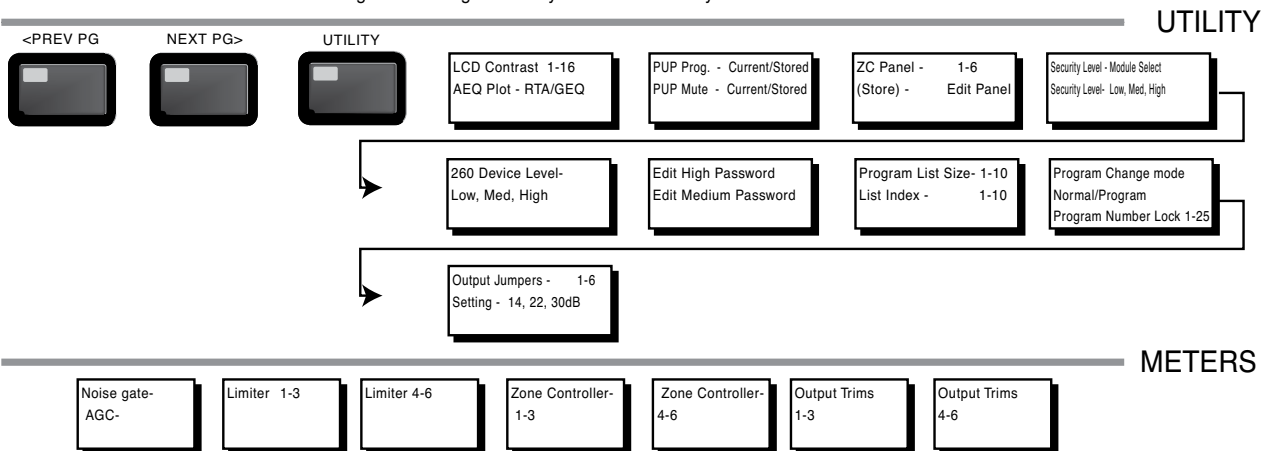 UTILITY
<PREV PG
NEXT PG>
UTILITY
LCD Contrast 1-16
AEQ Plot - RTA/GEQ
PUP Prog. - Current/Stored
PUP Mute - Current/Stored
ZC Panel - 1-6
(Store) - Edit Panel
Security Level - Module Select
Security Level- Low, Med, High
260 Device Level-
Low, Med, High
Edit High Password
Edit Medium Password
Program List Size- 1-10
List Index - 1-10
Program Change mode
Normal/Program
Program Number Lock 1-25
Output Jumpers - 1-6
Setting - 14, 22, 30dB
METERS
Noise gate-
AGC-
Limiter 1-3
Limiter 4-6
Zone Controller-
1-3
Zone Controller-
4-6
Output Trims
1-3
Output Trims
4-6